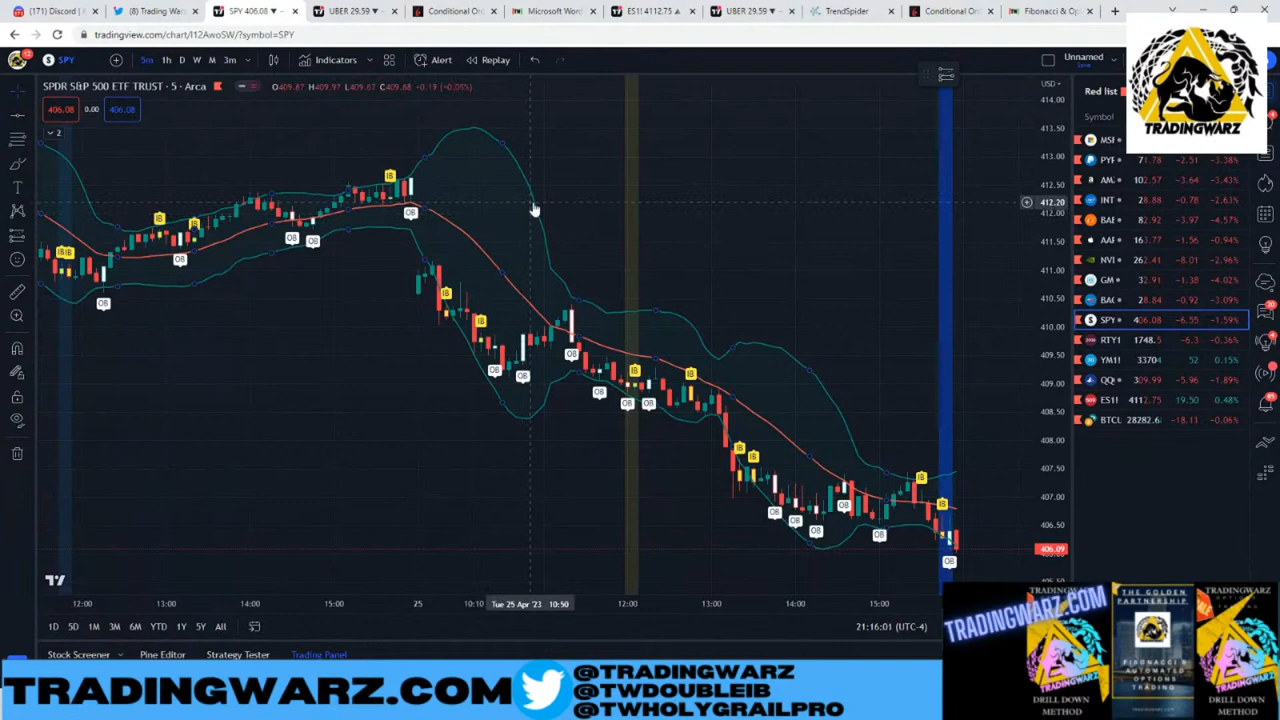 (171) Discord |
(8) Trading Warz
SPY 406.08 ▼
UBER 29.59 ▼
Conditional Ord
Microsoft Word
ES1! 4112.75 ▲
UBER 29.59 ▼
TrendSpider
Conditional Ord
Fibonacci & Op
tradingview.com/chart/I12AwoSW/?symbol=SPY
12
SPY
5m 1h D W M 3m
Indicators
Alert
Replay
Unnamed
Save
SPDR S&P 500 ETF TRUST · 5 · Arca
O409.87 H409.97 L409.67 C409.68 -0.19 (-0.05%)
406.08 0.00 406.08
2
USD
414.00
413.50
413.00
412.50
412.20
412.00
411.50
411.00
410.50
410.00
409.50
409.00
408.50
408.00
407.50
407.00
406.50
406.09
IB
OB
Red list
Symbol
71.78 -2.51 -3.38%
102.57 -3.64 -3.43%
INT 28.88 -0.78 -2.63%
82.92 -3.97 -4.57%
163.77 -1.56 -0.94%
NVI 262.41 -8.01 -2.96%
GM 32.91 -1.38 -4.02%
BAC 28.84 -0.92 -3.09%
SPY 406.08 -6.55 -1.59%
RTY1 1748.5 -6.3 -0.36%
YM1! 33704 52 0.15%
QQ 309.99 -5.96 -1.89%
ES1! 4112.75 19.50 0.48%
BTCU 28282.6 -18.11 -0.06%
TRADINGWARZ
12:00 13:00 14:00 15:00 25 10:10 Tue 25 Apr '23 10:50 12:00 13:00 14:00 15:00
1D 5D 1M 3M 6M YTD 1Y 5Y All
21:16:01 (UTC-4)
Stock Screener Pine Editor Strategy Tester Trading Panel
TRADINGWARZ.COM
THE GOLDEN
PARTNERSHIP
FIBONACCI &
AUTOMATED
OPTIONS
TRADING
DRILL DOWN
METHOD
DRILL DOWN
METHOD
TRADINGWARZ.COM
@TRADINGWARZ
@TWDOUBLEIB
@TWHOLYGRAILPRO